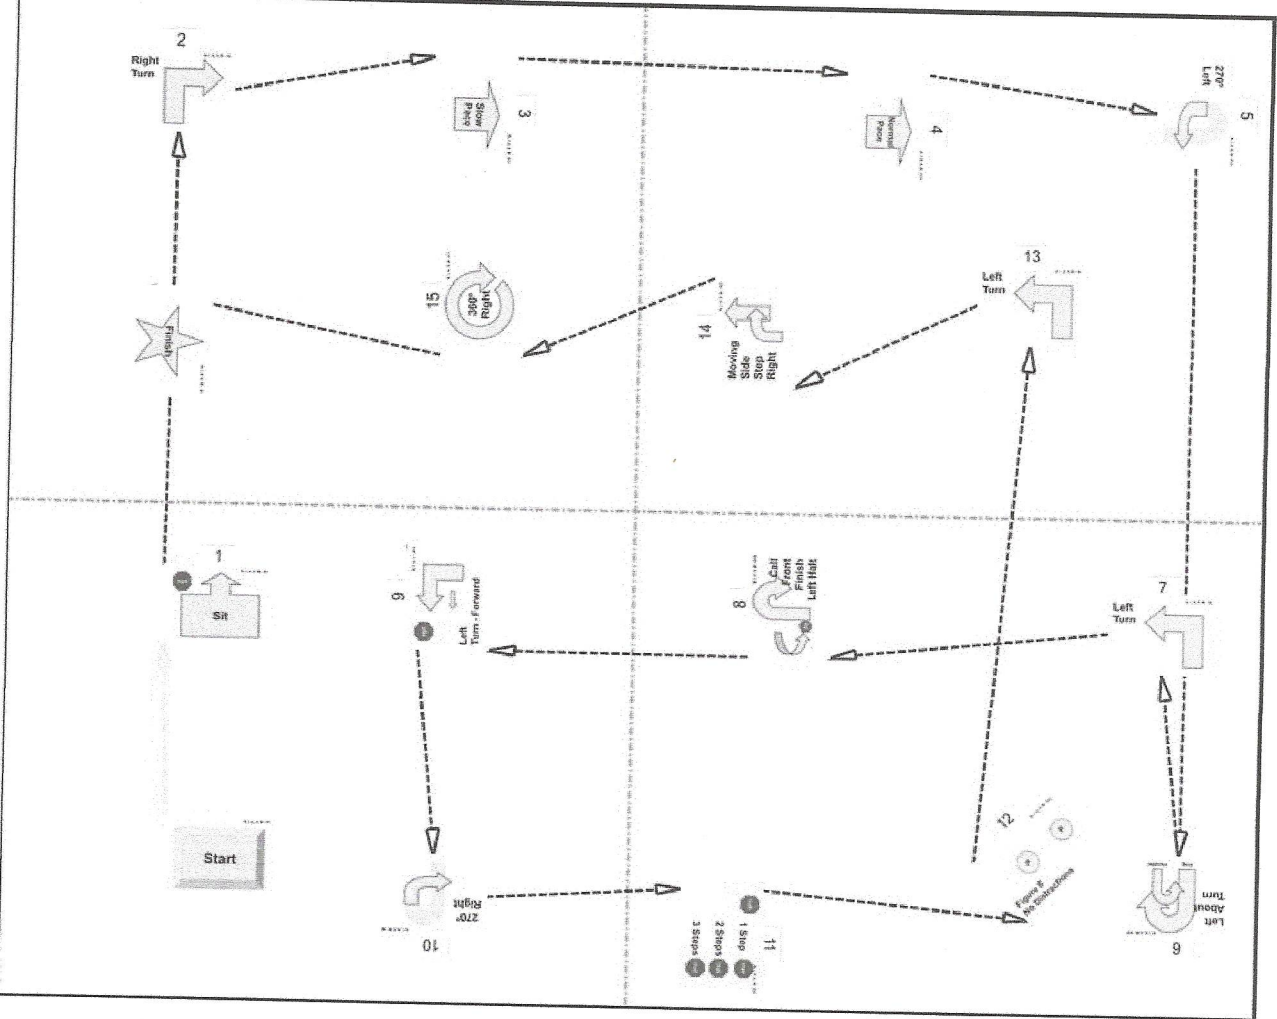 2
Right
Turn
3
Slow
Pace
4
Normal
Pace
5
270°
Left
13
Left
Turn
14
Moving
Side
Step
Right
15
360°
Right
Finish
1
Sit
9
Left
Turn - Forward
8
Call
Front
Finish
Left Halt
7
Left
Turn
Start
10
270°
Right
11
1 Step
2 Steps
3 Steps
12
Figure 8
No Distractions
6
Left
About
Turn